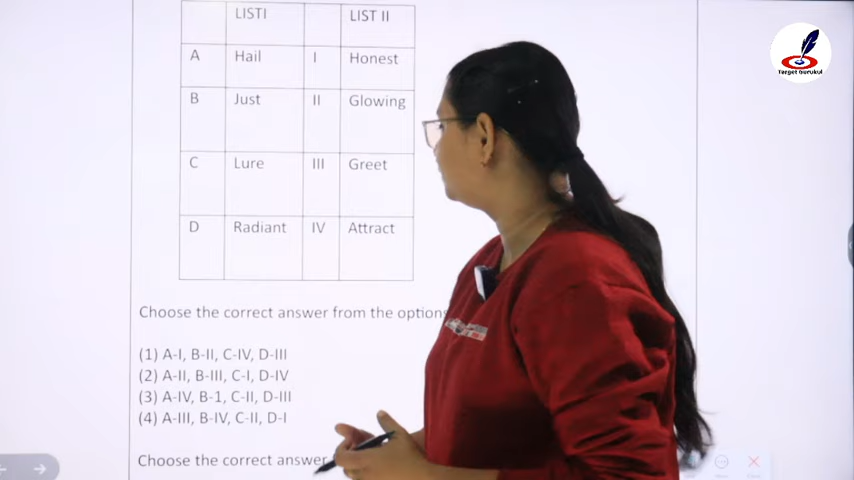 LISTI LIST II
A Hail I Honest
B Just II Glowing
C Lure III Greet
D Radiant IV Attract
Choose the correct answer from the options
(1) A-I, B-II, C-IV, D-III
(2) A-II, B-III, C-I, D-IV
(3) A-IV, B-1, C-II, D-III
(4) A-III, B-IV, C-II, D-I
Choose the correct answer
Target Gurukul